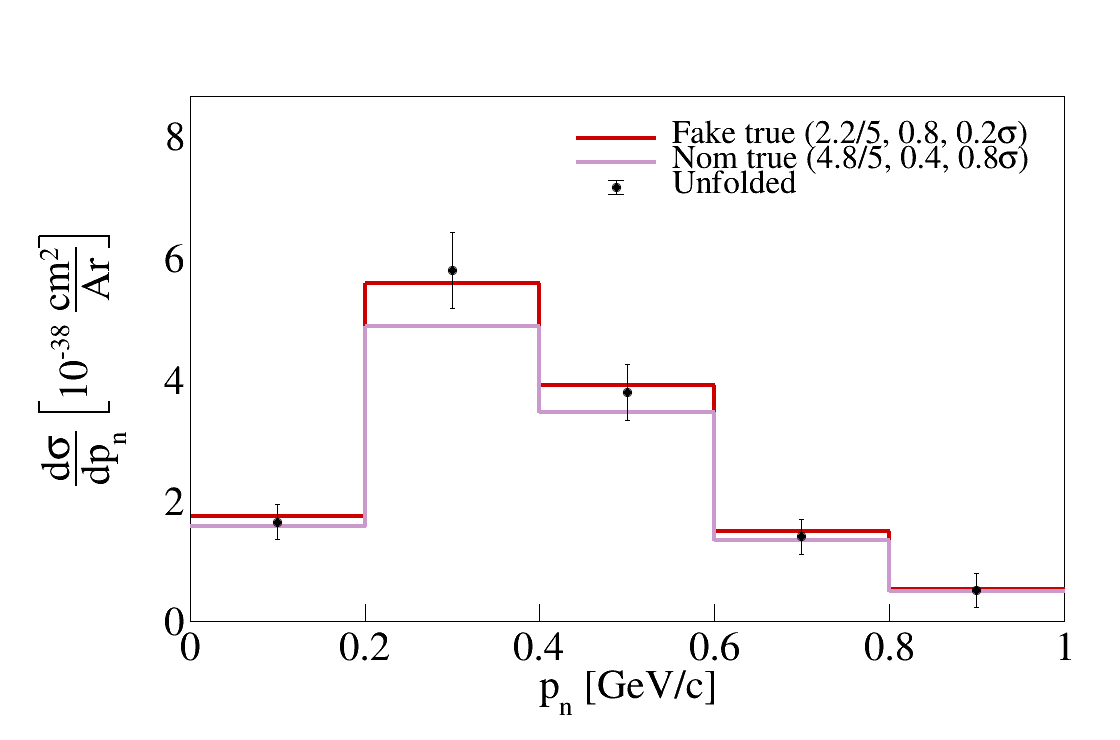 Fake true (2.2/5, 0.8, 0.2σ)
Nom true (4.8/5, 0.4, 0.8σ)
Unfolded
8
6
4
2
0
0 0.2 0.4 0.6 0.8 1
p_n [GeV/c]
dσ/dp_n [10^-38 cm^2/Ar]